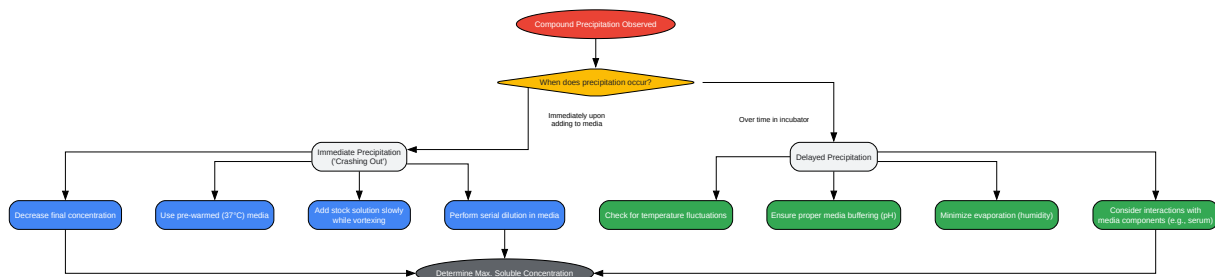 Compound Precipitation Observed
When does precipitation occur?
Immediately upon
adding to media
Over time in incubator
Immediate Precipitation
('Crashing Out')
Delayed Precipitation
Decrease final concentration
Use pre-warmed (37°C) media
Add stock solution slowly
while vortexing
Perform serial dilution in media
Check for temperature fluctuations
Ensure proper media buffering (pH)
Minimize evaporation (humidity)
Consider interactions with
media components (e.g., serum)
Determine Max. Soluble Concentration